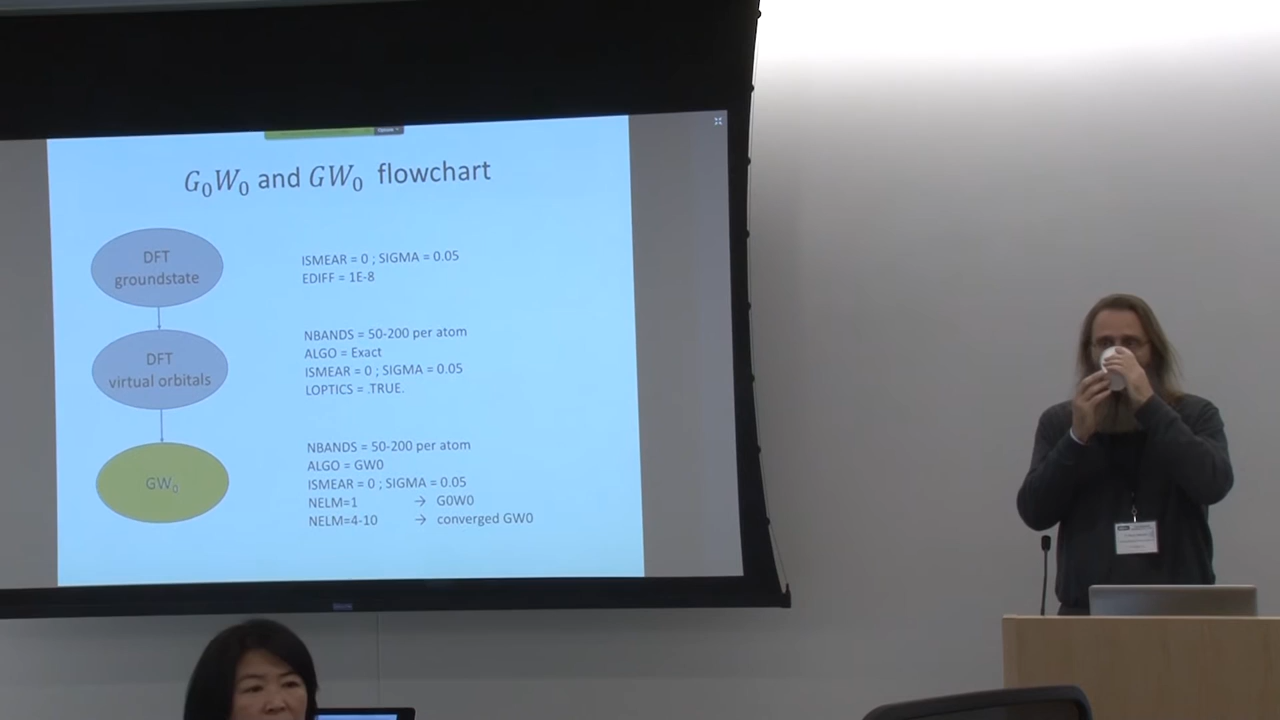 G₀W₀ and GW₀ flowchart
DFT
groundstate
ISMEAR = 0 ; SIGMA = 0.05
EDIFF = 1E-8
DFT
virtual orbitals
NBANDS = 50-200 per atom
ALGO = Exact
ISMEAR = 0 ; SIGMA = 0.05
LOPTICS = .TRUE.
GW₀
NBANDS = 50-200 per atom
ALGO = GW0
ISMEAR = 0 ; SIGMA = 0.05
NELM=1 → G0W0
NELM=4-10 → converged GW0